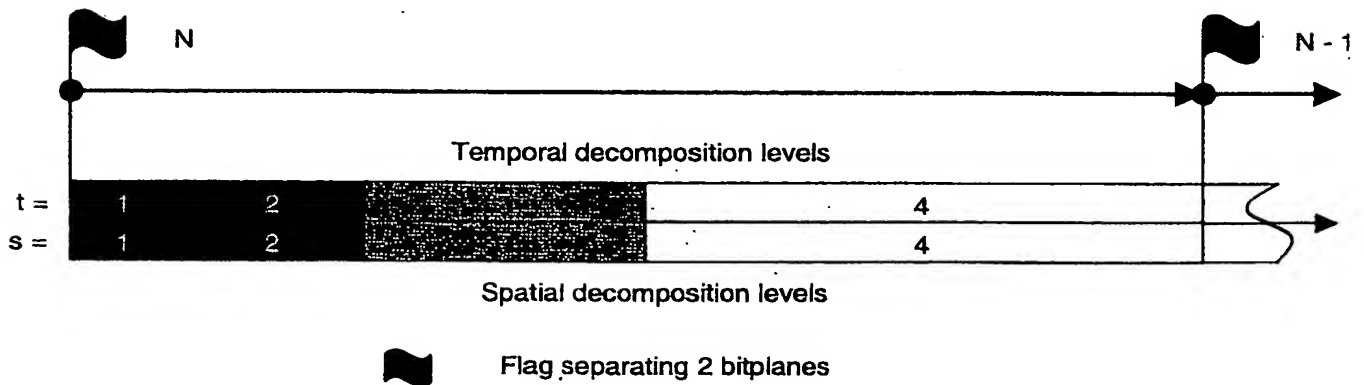 N
N - 1
Temporal decomposition levels
t = 1 2 4
s = 1 2 4
Spatial decomposition levels
Flag separating 2 bitplanes